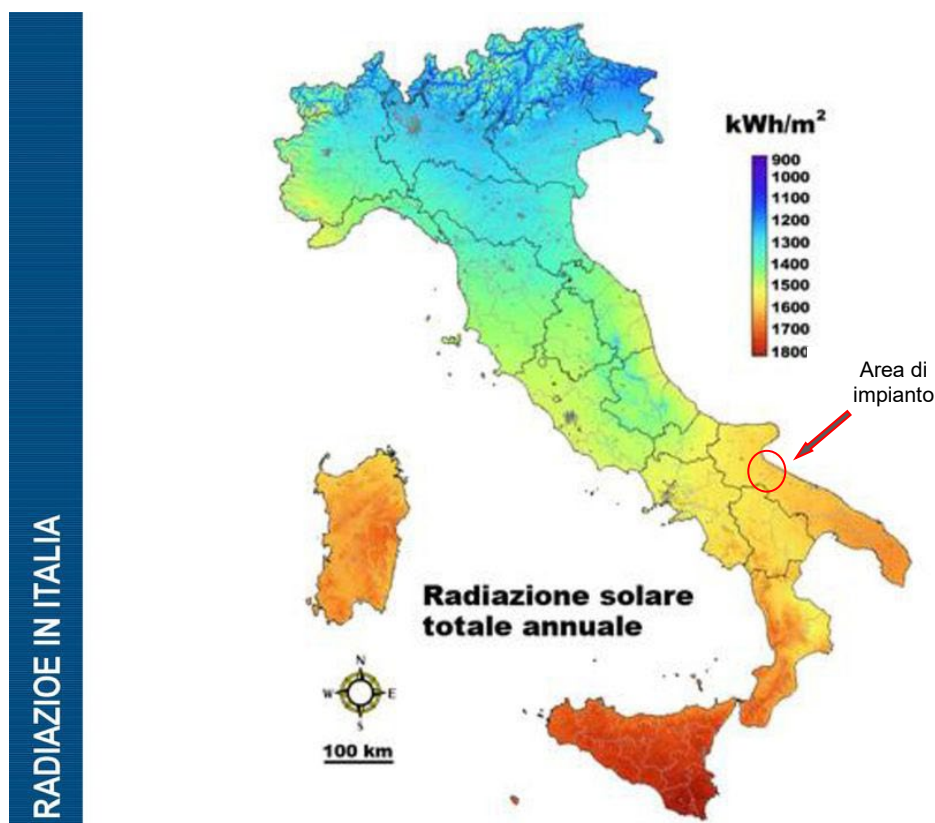 RADIAZIOE IN ITALIA
kWh/m²
900
1000
1100
1200
1300
1400
1500
1600
1700
1800
Area di
impianto
Radiazione solare
totale annuale
N
W E
S
100 km